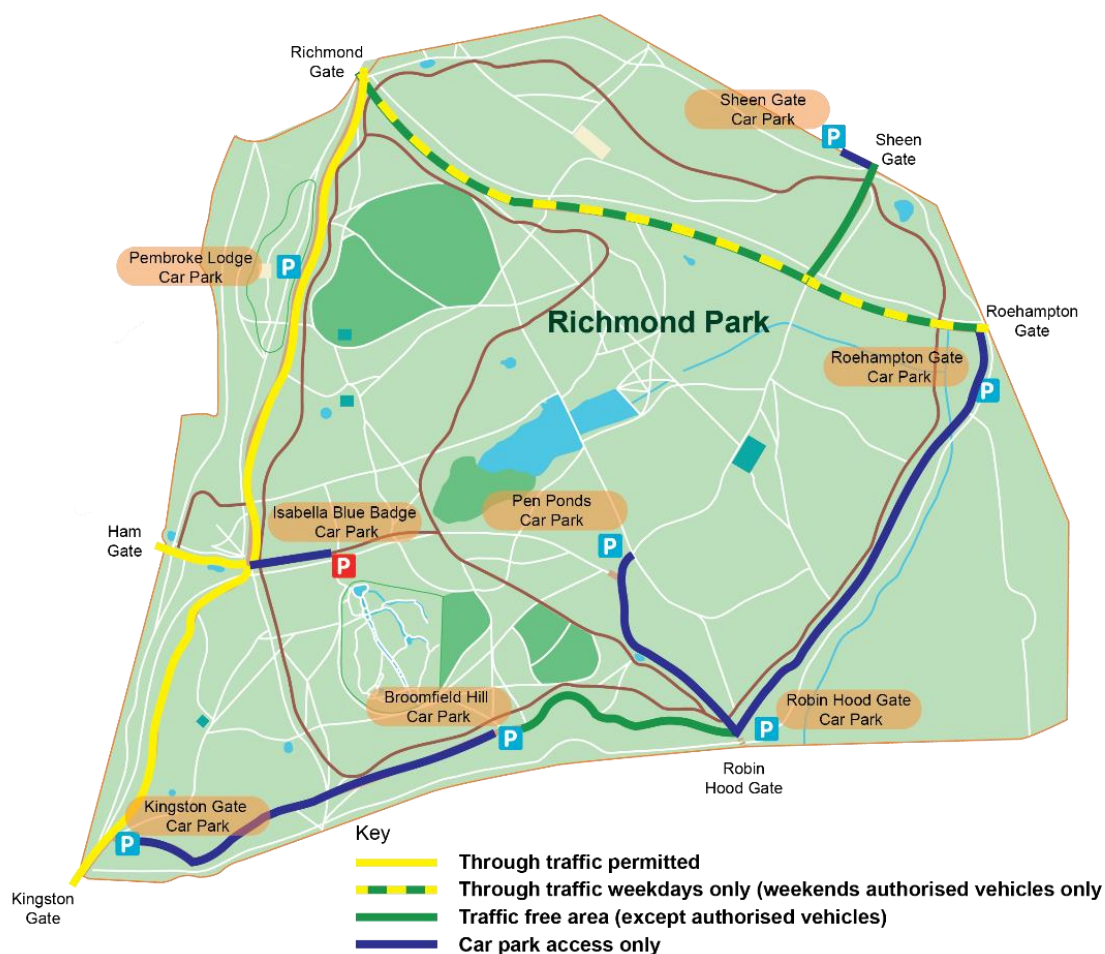 Richmond
Gate
Sheen Gate
Car Park
P
Sheen
Gate
Pembroke Lodge
Car Park
P
Richmond Park
Roehampton
Gate
Roehampton Gate
Car Park
P
Isabella Blue Badge
Car Park
P
Pen Ponds
Car Park
P
Ham
Gate
Broomfield Hill
Car Park
P
Robin Hood Gate
Car Park
P
Robin
Hood Gate
Kingston Gate
Car Park
P
Kingston
Gate
Key
Through traffic permitted
Through traffic weekdays only (weekends authorised vehicles only
Traffic free area (except authorised vehicles)
Car park access only